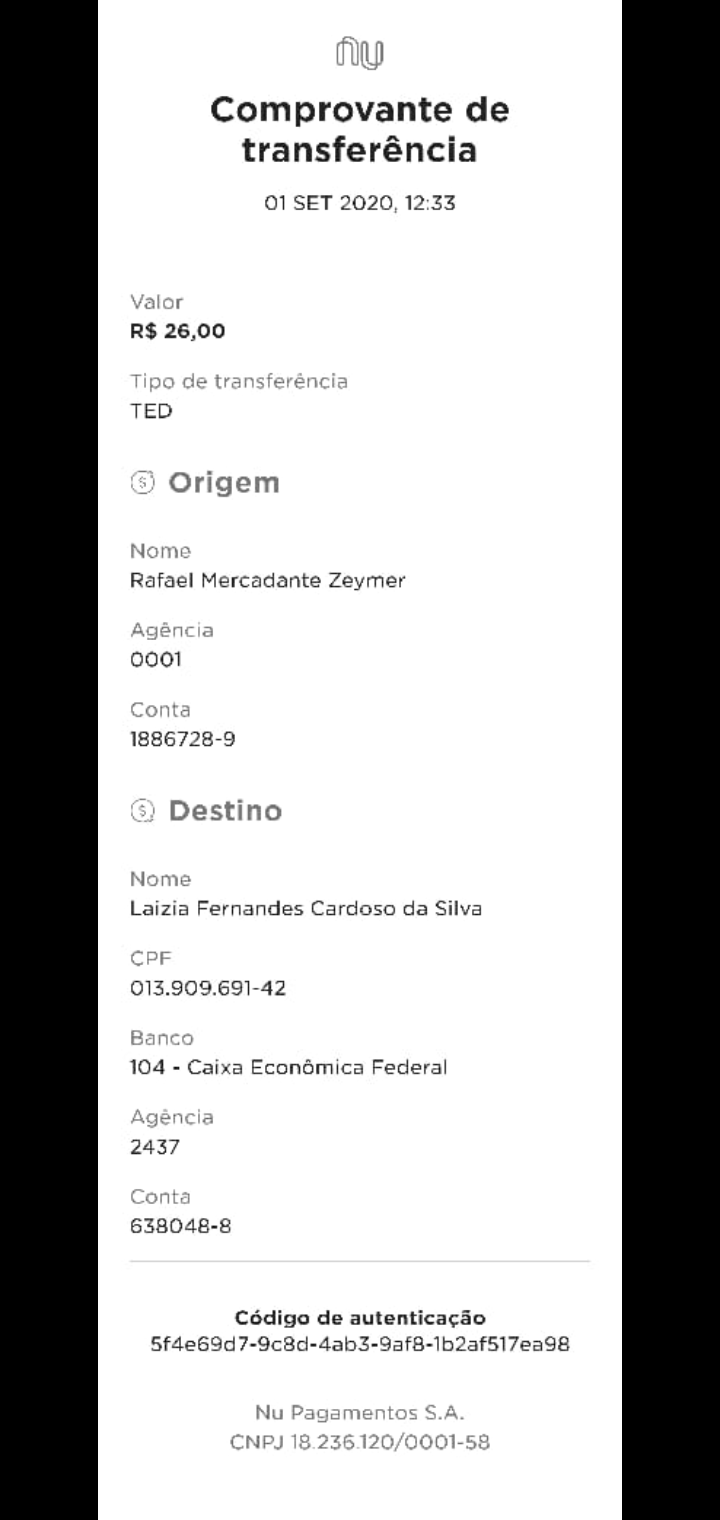 nu
Comprovante de
transferência
01 SET 2020, 12:33
Valor
R$ 26,00
Tipo de transferência
TED
Origem
Nome
Rafael Mercadante Zeymer
Agência
0001
Conta
1886728-9
Destino
Nome
Laizia Fernandes Cardoso da Silva
CPF
013.909.691-42
Banco
104 - Caixa Econômica Federal
Agência
2437
Conta
638048-8
Código de autenticação
5f4e69d7-9c8d-4ab3-9af8-1b2af517ea98
Nu Pagamentos S.A.
CNPJ 18.236.120/0001-58